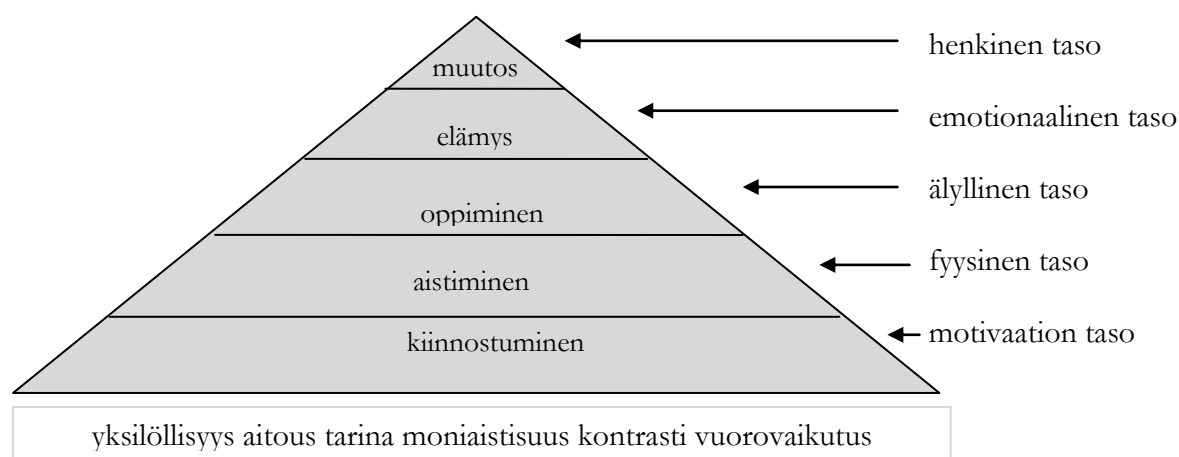 muutos
henkinen taso
elämys
emotionaalinen taso
oppiminen
älyllinen taso
aistiminen
fyysinen taso
kiinnostuminen
motivaation taso
yksilöllisyys aitous tarina moniaistisuus kontrasti vuorovaikutus